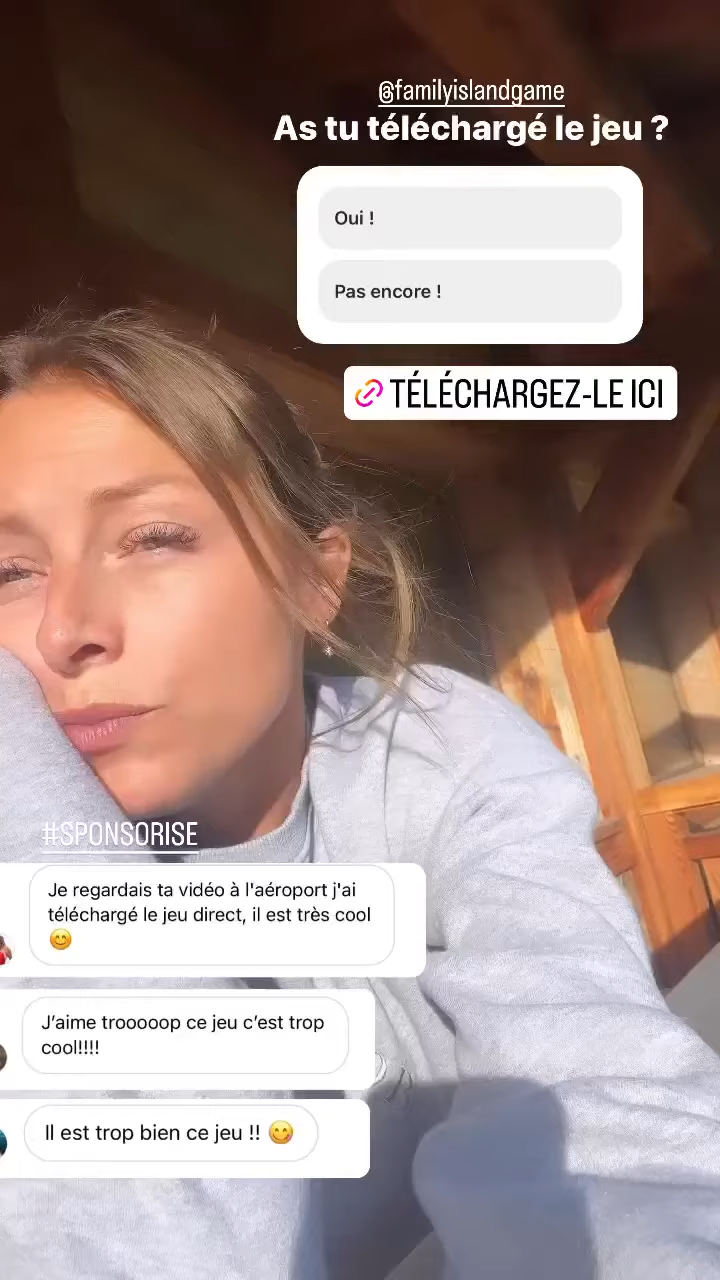 @familyislandgame
As tu téléchargé le jeu ?
Oui !
Pas encore !
TÉLÉCHARGEZ-LE ICI
#SPONSORISE
Je regardais ta vidéo à l'aéroport j'ai
téléchargé le jeu direct, il est très cool
😊
J’aime trooooop ce jeu c’est trop
cool!!!!
Il est trop bien ce jeu !! 😋